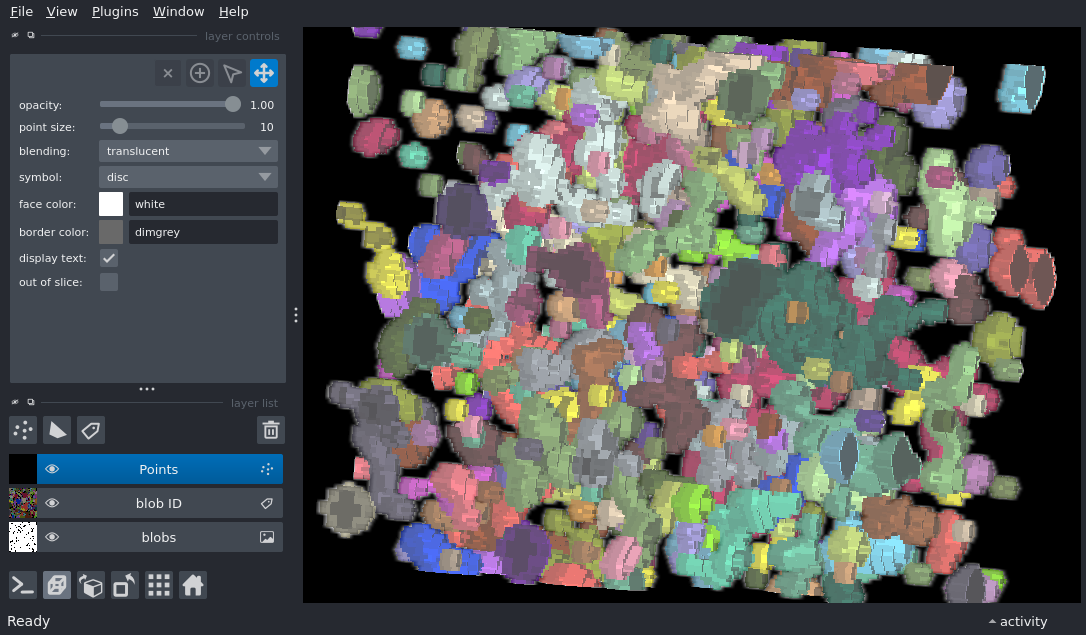 File View Plugins Window Help
layer controls
opacity: 1.00
point size: 10
blending: translucent
symbol: disc
face color: white
border color: dimgrey
display text:
out of slice:
layer list
Points
blob ID
blobs
Ready activity